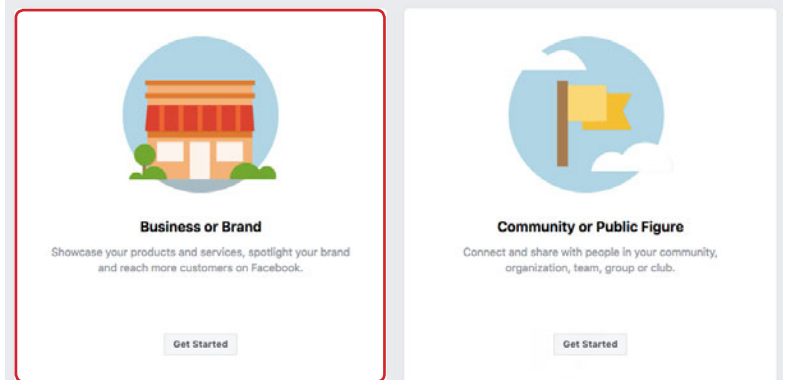 Business or Brand
Showcase your products and services, spotlight your brand
and reach more customers on Facebook.
Get Started
Community or Public Figure
Connect and share with people in your community,
organization, team, group or club.
Get Started